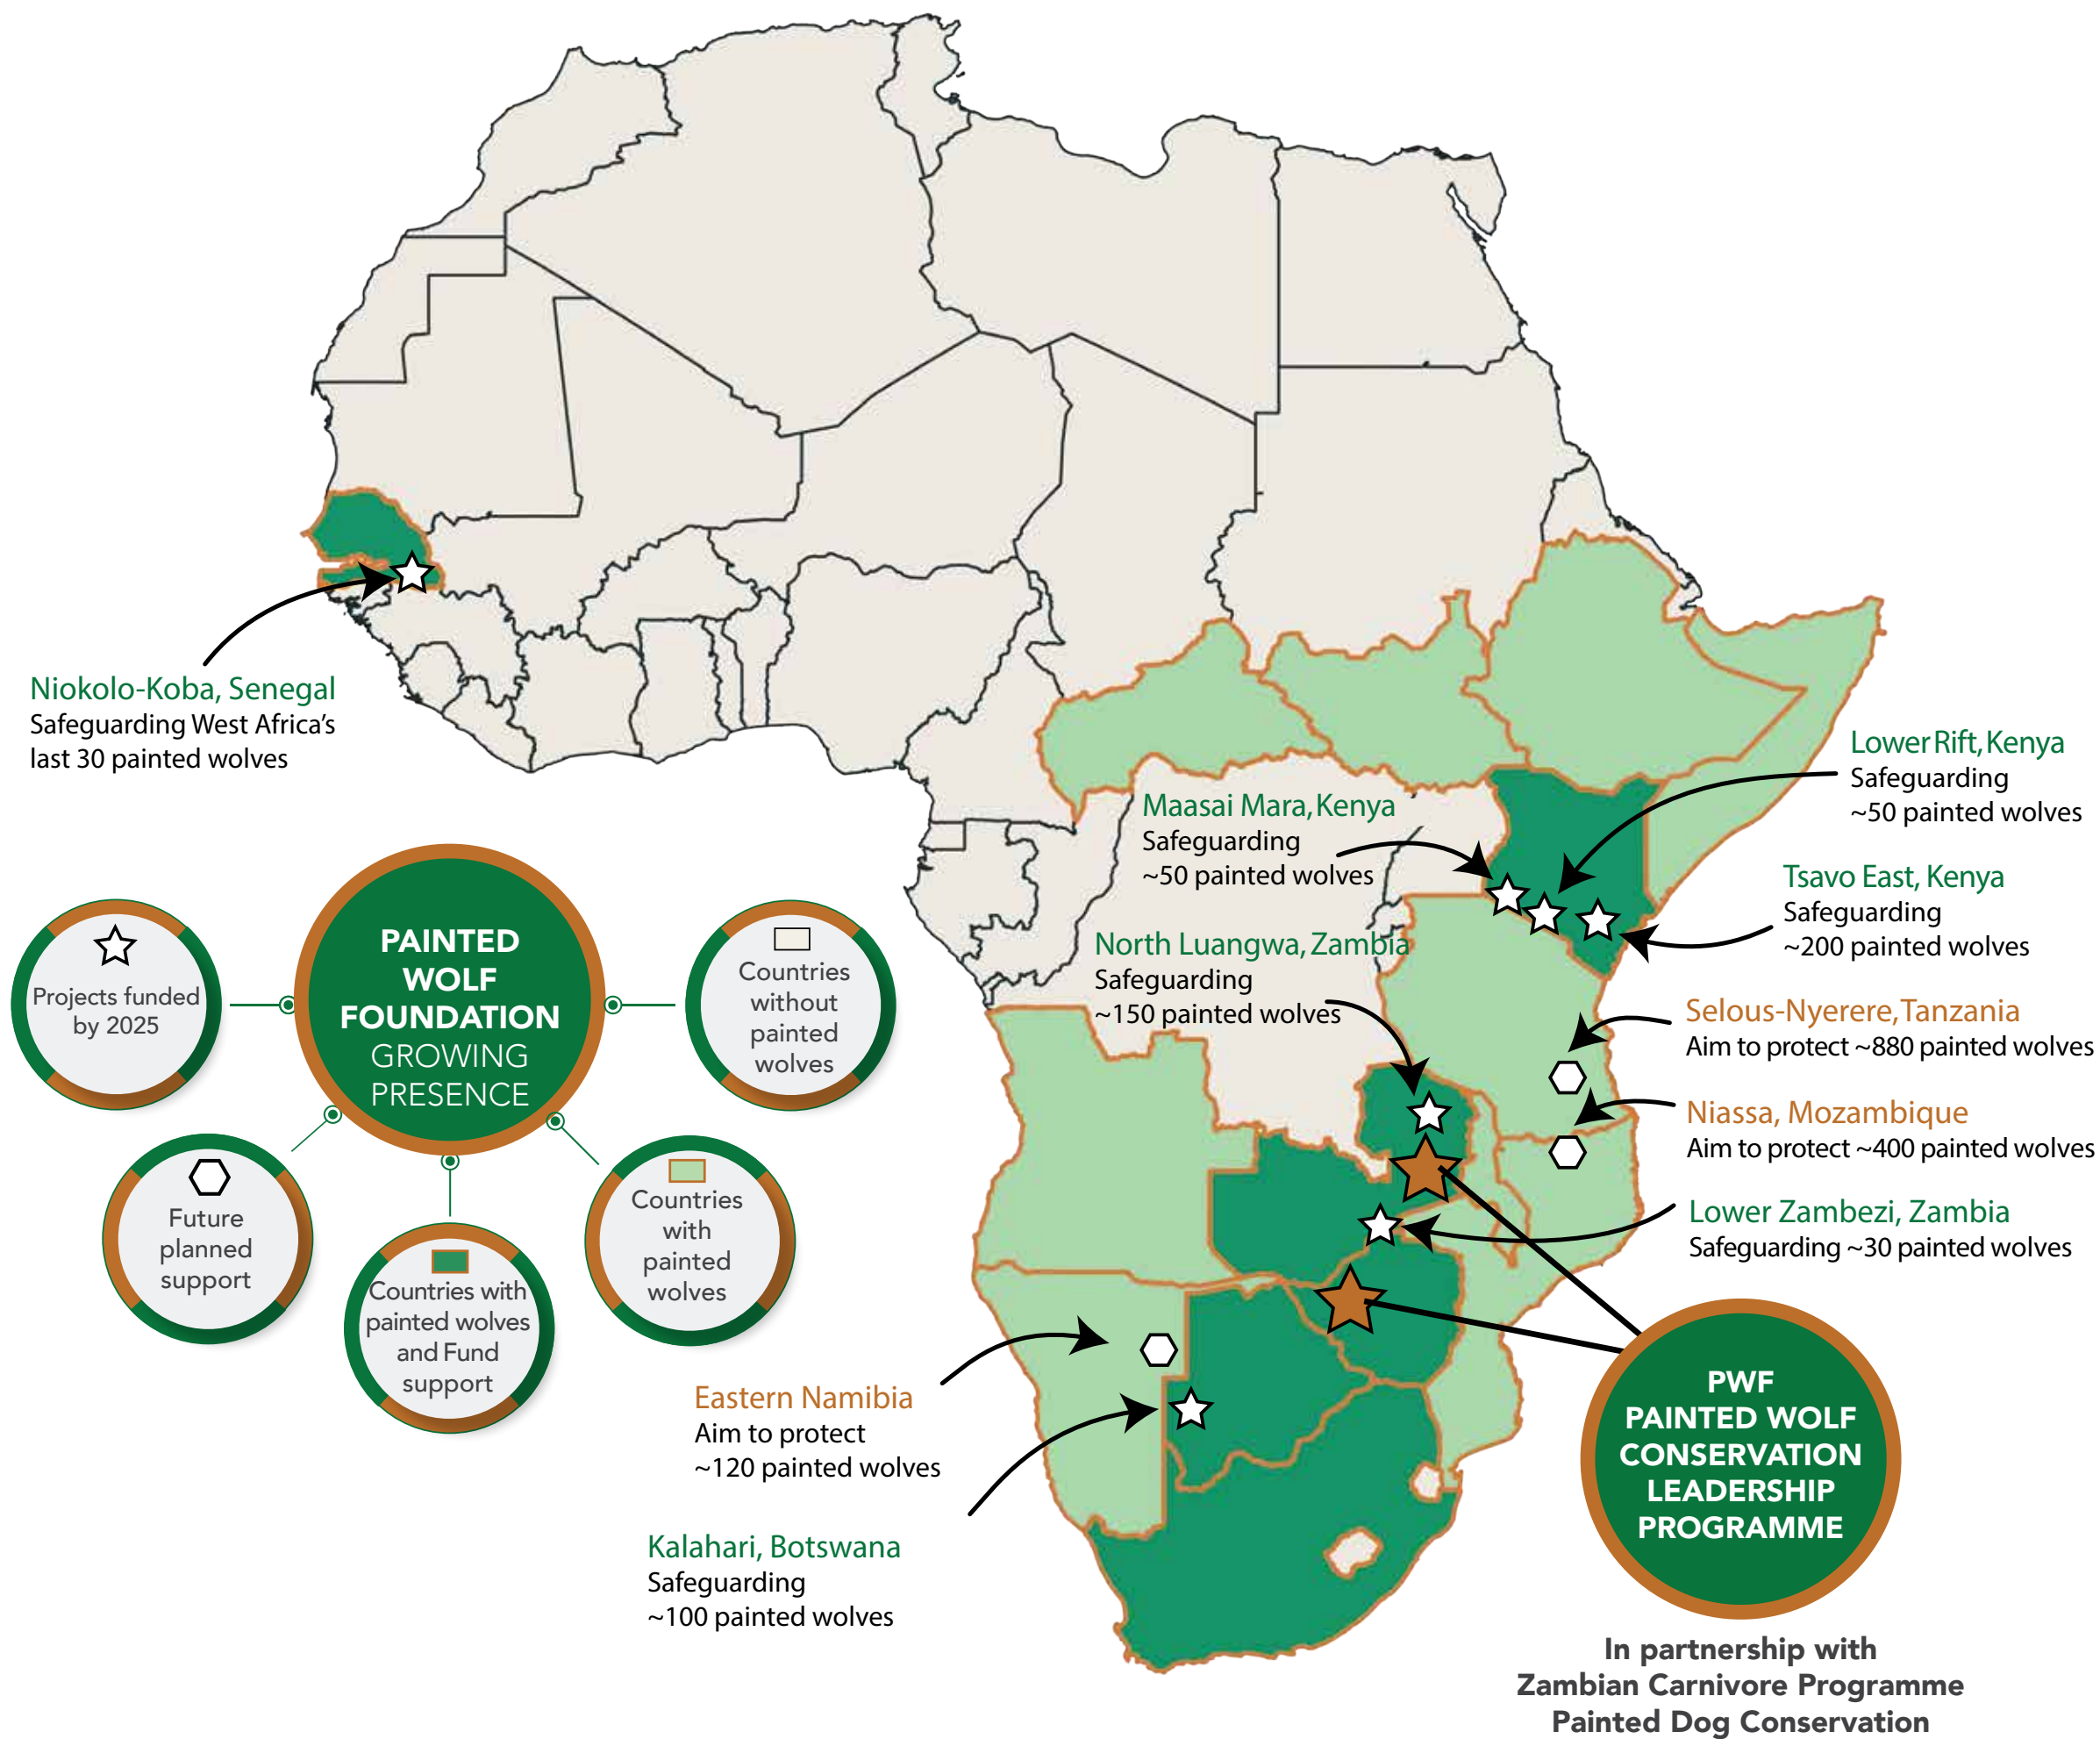 Niokolo-Koba, Senegal
Safeguarding West Africa's
last 30 painted wolves
Maasai Mara, Kenya
Safeguarding
~50 painted wolves
North Luangwa, Zambia
Safeguarding
~150 painted wolves
Lower Rift, Kenya
Safeguarding
~50 painted wolves
Tsavo East, Kenya
Safeguarding
~200 painted wolves
Selous-Nyerere, Tanzania
Aim to protect ~880 painted wolves
Niassa, Mozambique
Aim to protect ~400 painted wolves
Lower Zambezi, Zambia
Safeguarding ~30 painted wolves
PAINTED
WOLF
FOUNDATION
GROWING
PRESENCE
Projects funded
by 2025
Future
planned
support
Countries with
painted wolves
and Fund
support
Countries
with
painted
wolves
Countries
without
painted
wolves
Eastern Namibia
Aim to protect
~120 painted wolves
Kalahari, Botswana
Safeguarding
~100 painted wolves
PWF
PAINTED WOLF
CONSERVATION
LEADERSHIP
PROGRAMME
In partnership with
Zambian Carnivore Programme
Painted Dog Conservation